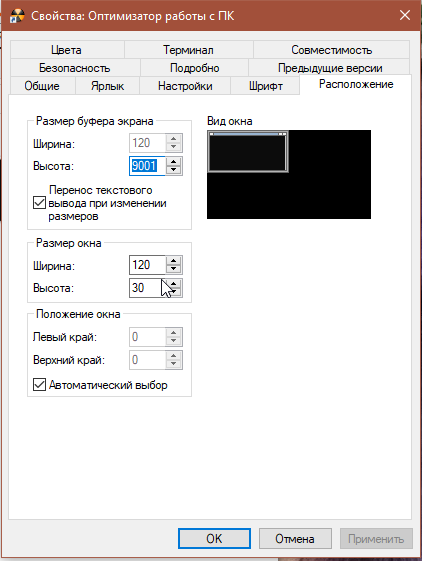 Свойства: Оптимизатор работы с ПК
Цвета Терминал Совместимость
Безопасность Подробно Предыдущие версии
Общие Ярлык Настройки Шрифт Расположение
Размер буфера экрана
Ширина: 120
Высота: 9001
Перенос текстового
вывода при изменении
размеров
Вид окна
Размер окна
Ширина: 120
Высота: 30
Положение окна
Левый край: 0
Верхний край: 0
Автоматический выбор
OK Отмена Применить